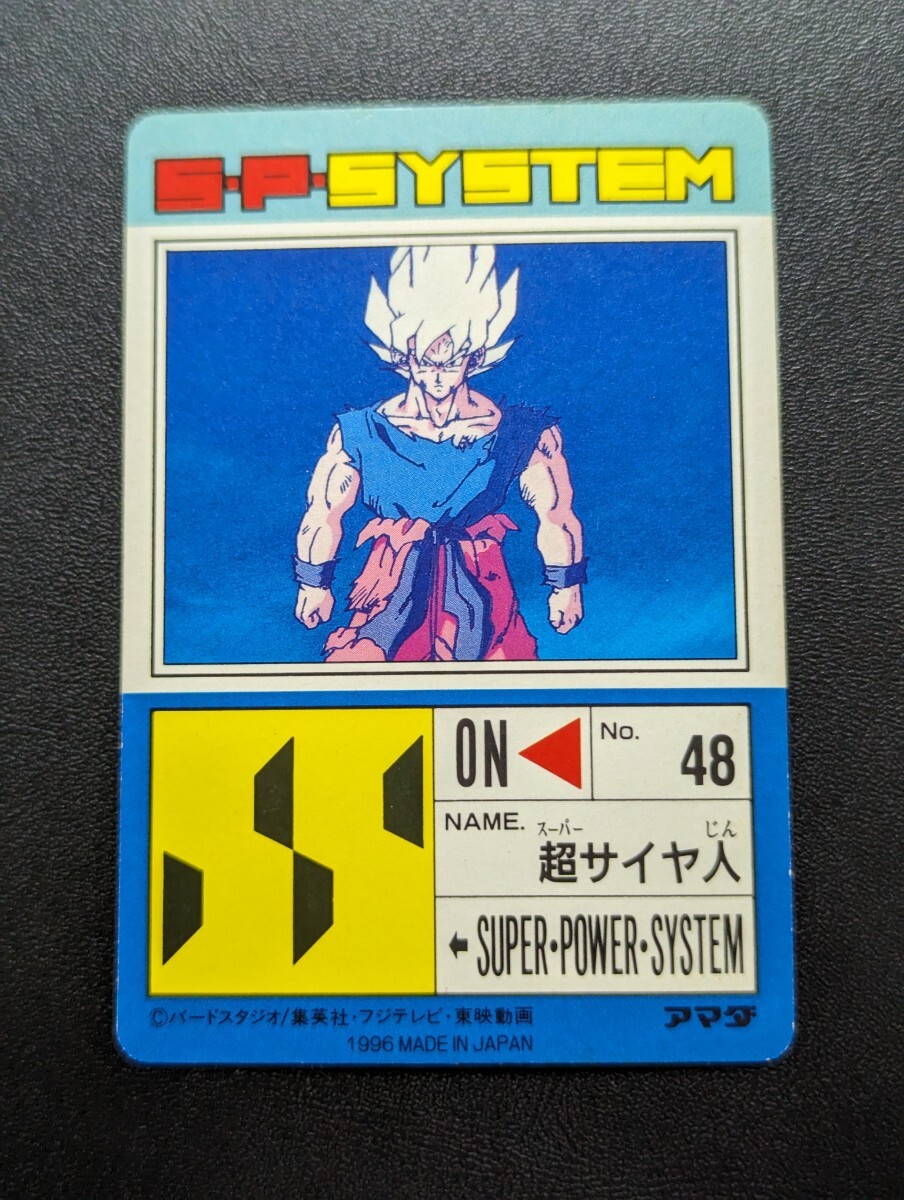 S·P·SYSTEM
ON
No.
48
NAME.
スーパー じん
超サイヤ人
SUPER·POWER·SYSTEM
©バードスタジオ/集英社・フジテレビ・東映動画
アマダ
1996 MADE IN JAPAN